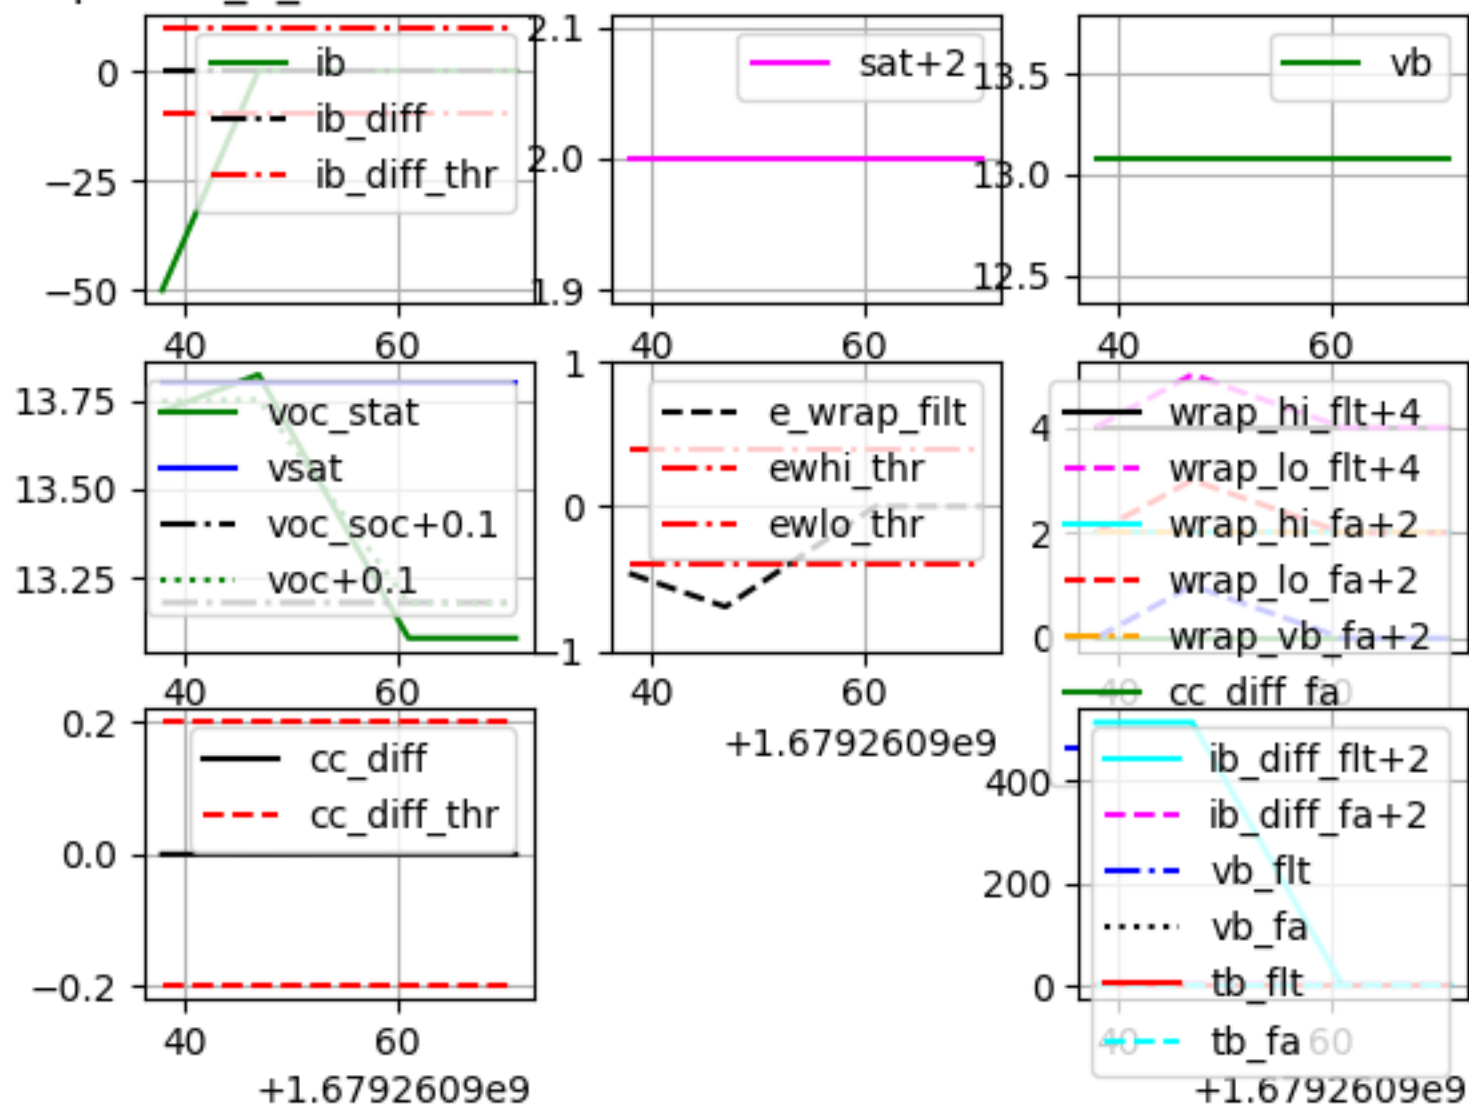 2.1
0
−25
−50
ib
ib_diff
ib_diff_thr
40
60
2.0
1.9
sat+2
40
60
13.5
13.0
12.5
vb
40
60
13.75
13.50
13.25
voc_stat
vsat
voc_soc+0.1
voc+0.1
40
60
1
0
−1
e_wrap_filt
ewhi_thr
ewlo_thr
40
60
+1.6792609e9
4
2
0
wrap_hi_flt+4
wrap_lo_flt+4
wrap_hi_fa+2
wrap_lo_fa+2
wrap_vb_fa+2
cc_diff_fa
40
0.2
0.0
−0.2
cc_diff
cc_diff_thr
40
60
+1.6792609e9
400
200
0
ib_diff_flt+2
ib_diff_fa+2
vb_flt
vb_fa
tb_flt
tb_fa
40
60
+1.6792609e9